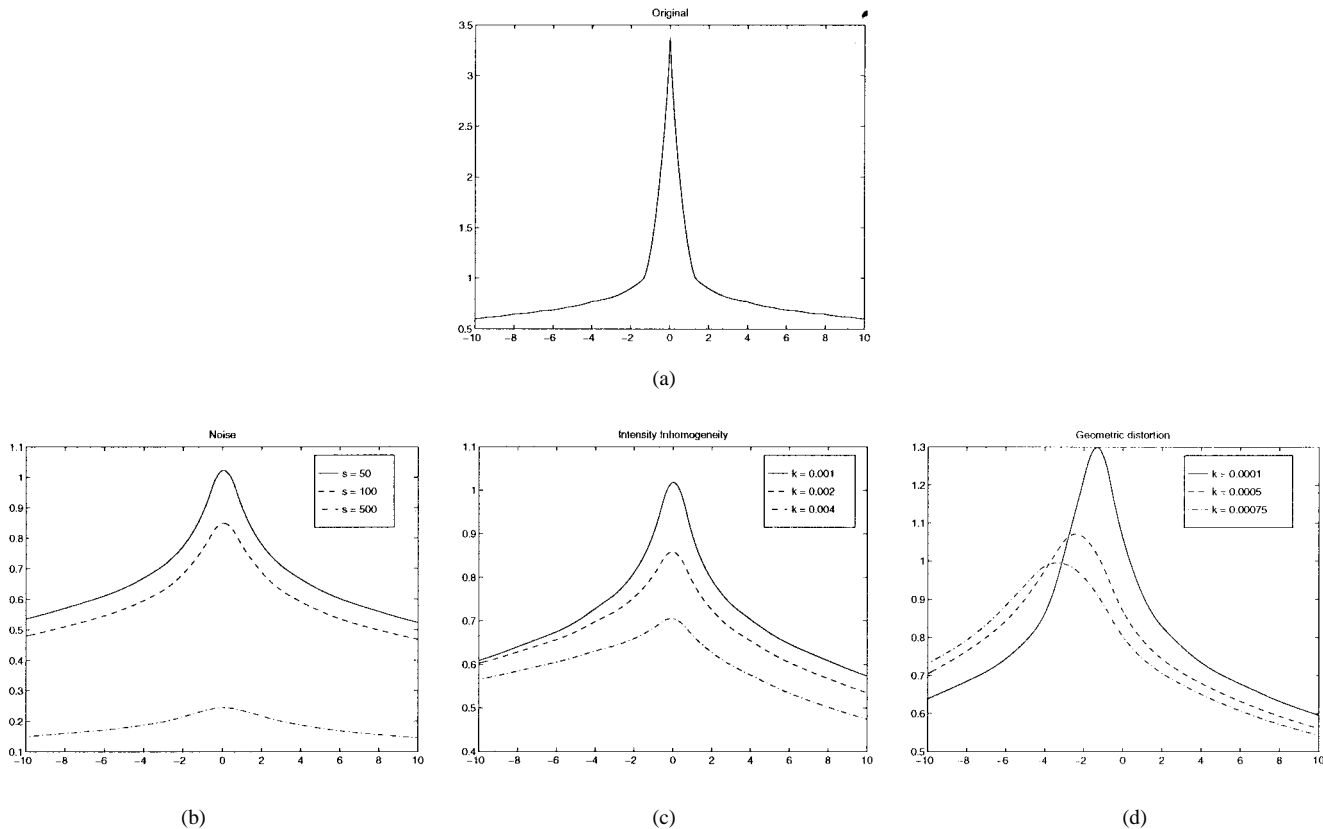 Original
3.5
3
2.5
2
1.5
1
0.5
-10 -8 -6 -4 -2 0 2 4 6 8 10
(a)
Noise
1.1
1
0.9
0.8
0.7
0.6
0.5
0.4
0.3
0.2
0.1
s = 50
s = 100
s = 500
-10 -8 -6 -4 -2 0 2 4 6 8 10
(b)
Intensity Inhomogeneity
1.1
1
0.9
0.8
0.7
0.6
0.5
0.4
k = 0.001
k = 0.002
k = 0.004
-10 -8 -6 -4 -2 0 2 4 6 8 10
(c)
Geometric distortion
1.3
1.2
1.1
1
0.9
0.8
0.7
0.6
0.5
k = 0.0001
k = 0.0005
k = 0.00075
-10 -8 -6 -4 -2 0 2 4 6 8 10
(d)